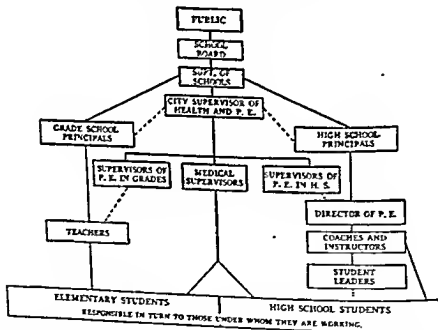 PUBLIC
SCHOOL
BOARD
SUPT. OF
SCHOOLS
CITY SUPERVISOR OF
HEALTH AND P. E.
GRADE SCHOOL
PRINCIPALS
HIGH SCHOOL
PRINCIPALS
SUPERVISORS OF
P. E. IN GRADES
MEDICAL
SUPERVISORS
SUPERVISORS OF
P. E. IN H. S.
DIRECTOR OF P. E.
TEACHERS
COACHES AND
INSTRUCTORS
STUDENT
LEADERS
ELEMENTARY STUDENTS
HIGH SCHOOL STUDENTS
RESPONSIBLE IN TURN TO THOSE UNDER WHOM THEY ARE WORKING.